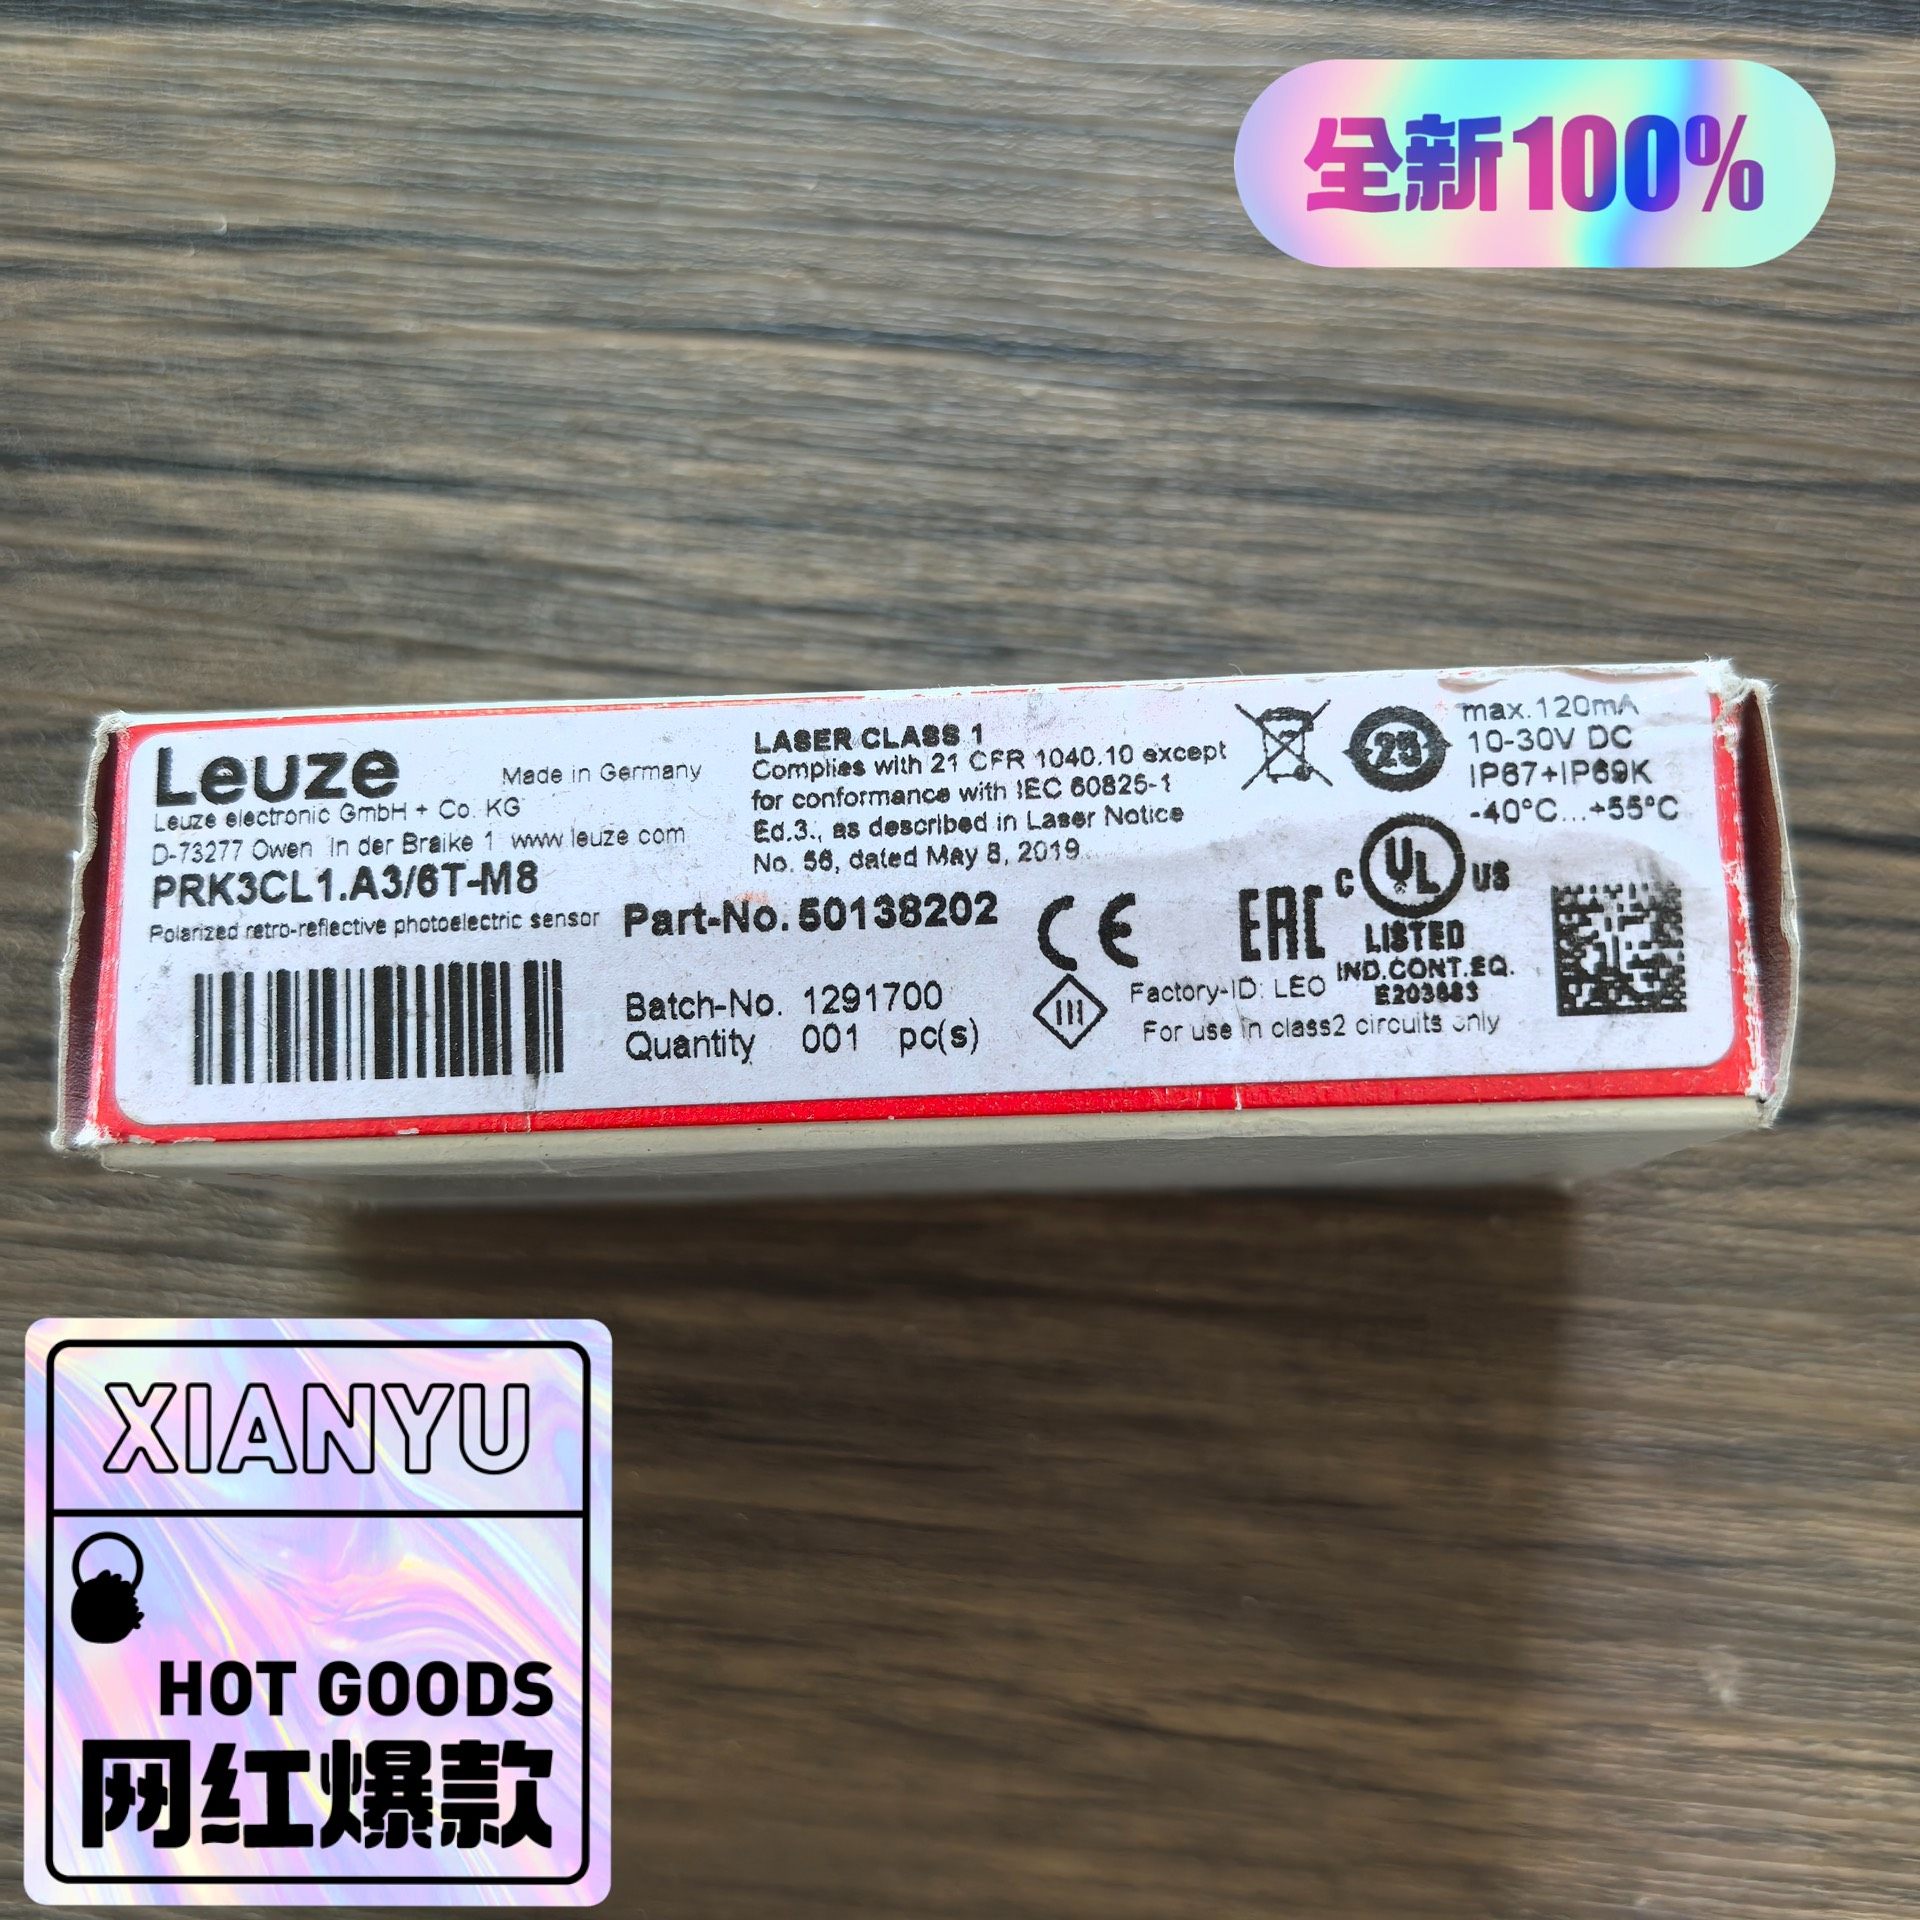 全新100%
Leuze
Made in Germany
Leuze electronic GmbH + Co. KG
D-73277 Owen In der Braike 1 www.leuze.com
PRK3CL1.A3/6T-M8
Polarized retro-reflective photoelectric sensor
LASER CLASS 1
Complies with 21 CFR 1040.10 except
for conformance with IEC 60825-1
Ed.3., as described in Laser Notice
No. 56, dated May 8, 2019.
Part-No. 50138202
Batch-No. 1291700
Quantity 001 pc(s)
25
max.120mA
10-30V DC
IP67+IP69K
-40°C...+55°C
CE
EAC
C UL US
LISTED
IND.CONT.EQ.
E203683
III
Factory-ID: LEO
For use in class2 circuits only
XIANYU
HOT GOODS
网红爆款